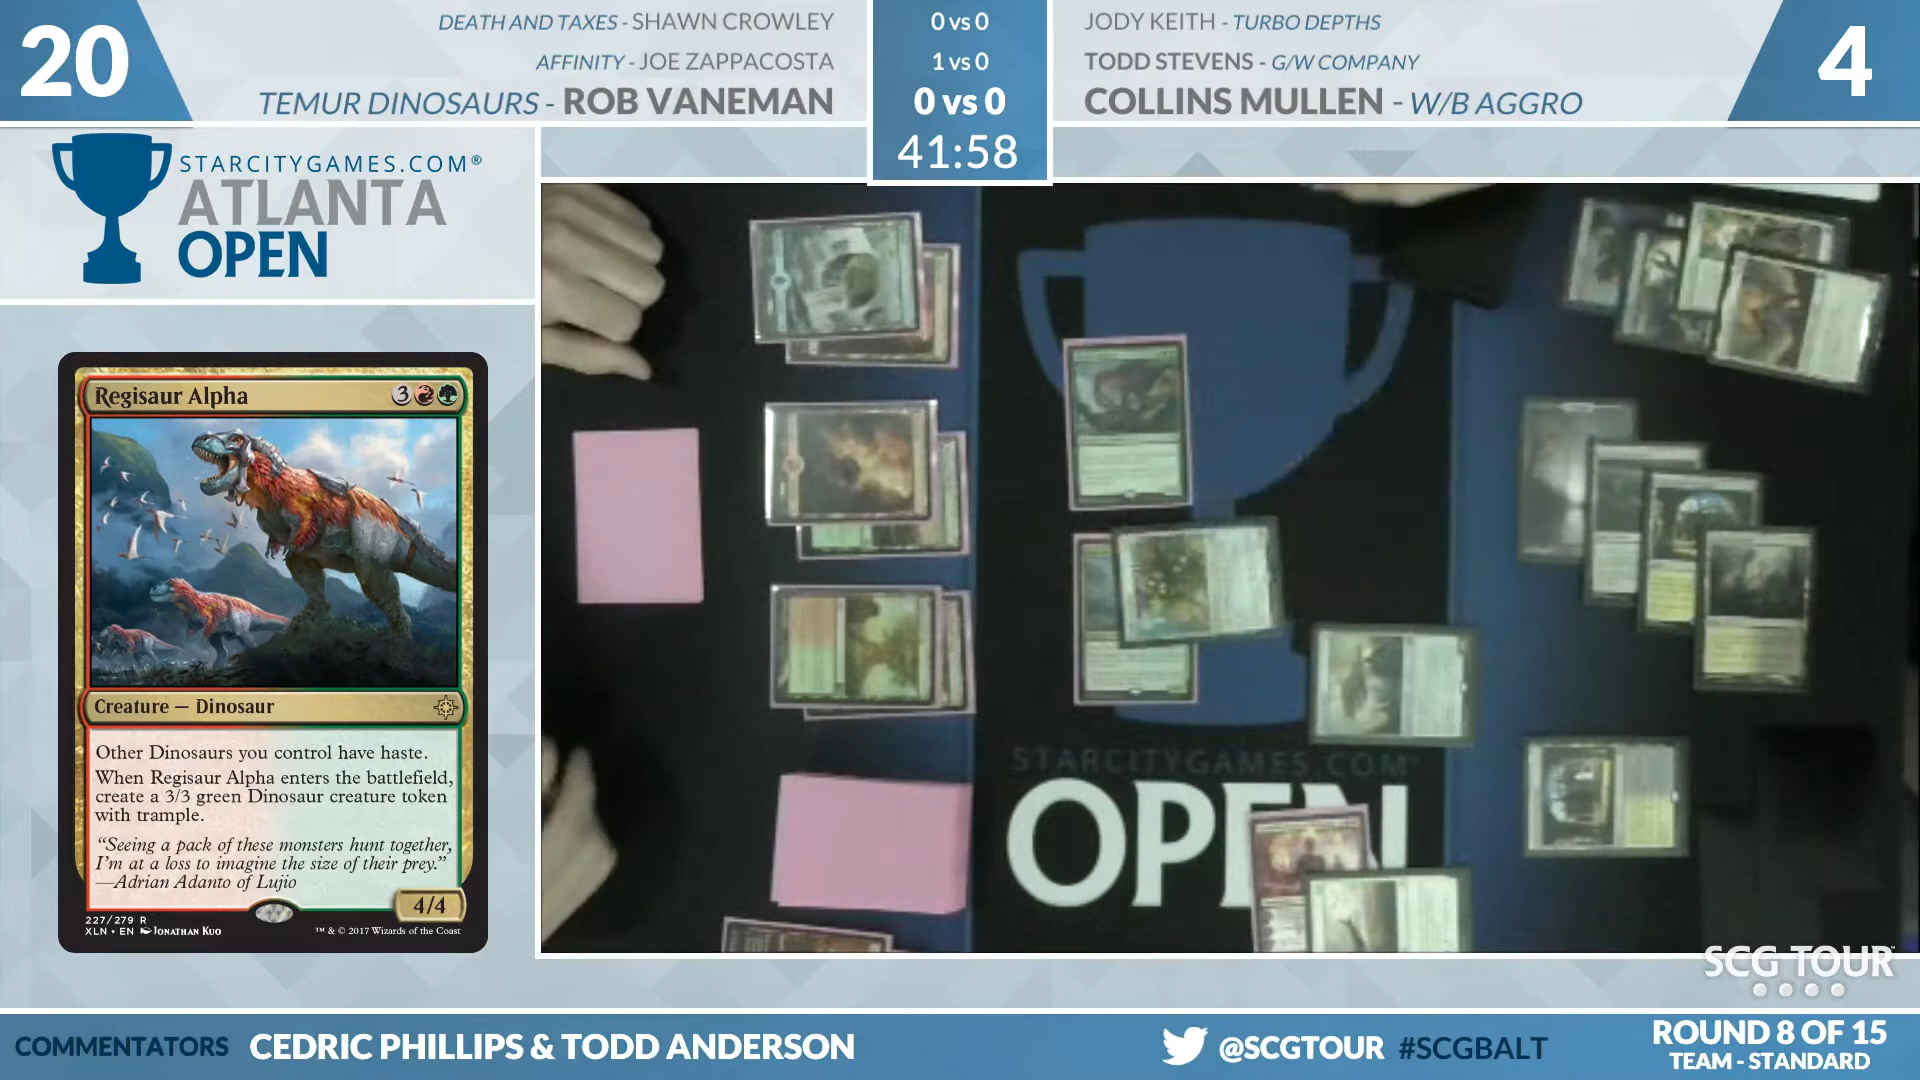 20
DEATH AND TAXES - SHAWN CROWLEY
AFFINITY - JOE ZAPPACOSTA
TEMUR DINOSAURS - ROB VANEMAN
0 vs 0
1 vs 0
0 vs 0
41:58
JODY KEITH - TURBO DEPTHS
TODD STEVENS - G/W COMPANY
COLLINS MULLEN - W/B AGGRO
4
STARCITYGAMES.COM®
ATLANTA
OPEN
Regisaur Alpha 3
Creature — Dinosaur
Other Dinosaurs you control have haste.
When Regisaur Alpha enters the battlefield,
create a 3/3 green Dinosaur creature token
with trample.
“Seeing a pack of these monsters hunt together,
I’m at a loss to imagine the size of their prey.”
—Adrian Adanto of Lujio
4/4
227/279 R
XLN • EN JONATHAN KUO
™ & © 2017 Wizards of the Coast
STARCITYGAMES.COM
OPEN
SCG TOUR
COMMENTATORS CEDRIC PHILLIPS & TODD ANDERSON
@SCGTOUR #SCGBALT
ROUND 8 OF 15
TEAM - STANDARD